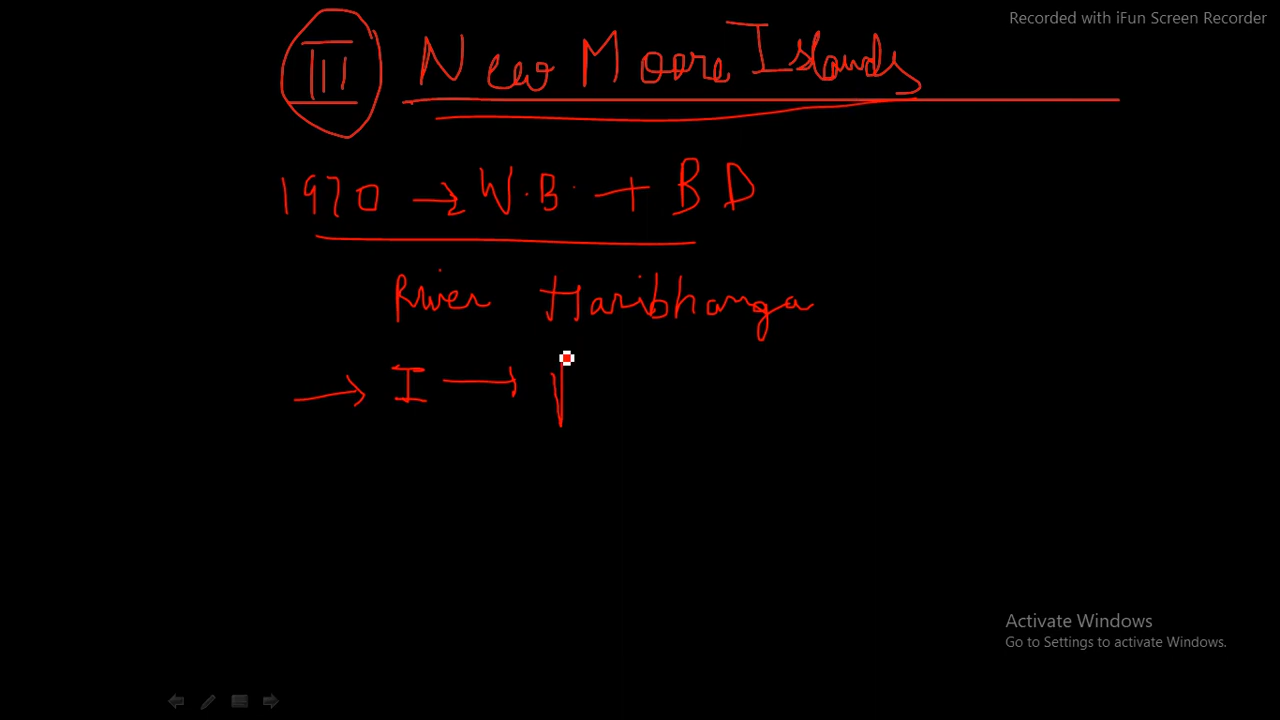 Recorded with iFun Screen Recorder
III New Moore Islands
1970 → W.B. + BD
River Haribhanga
→ I →
Activate Windows
Go to Settings to activate Windows.